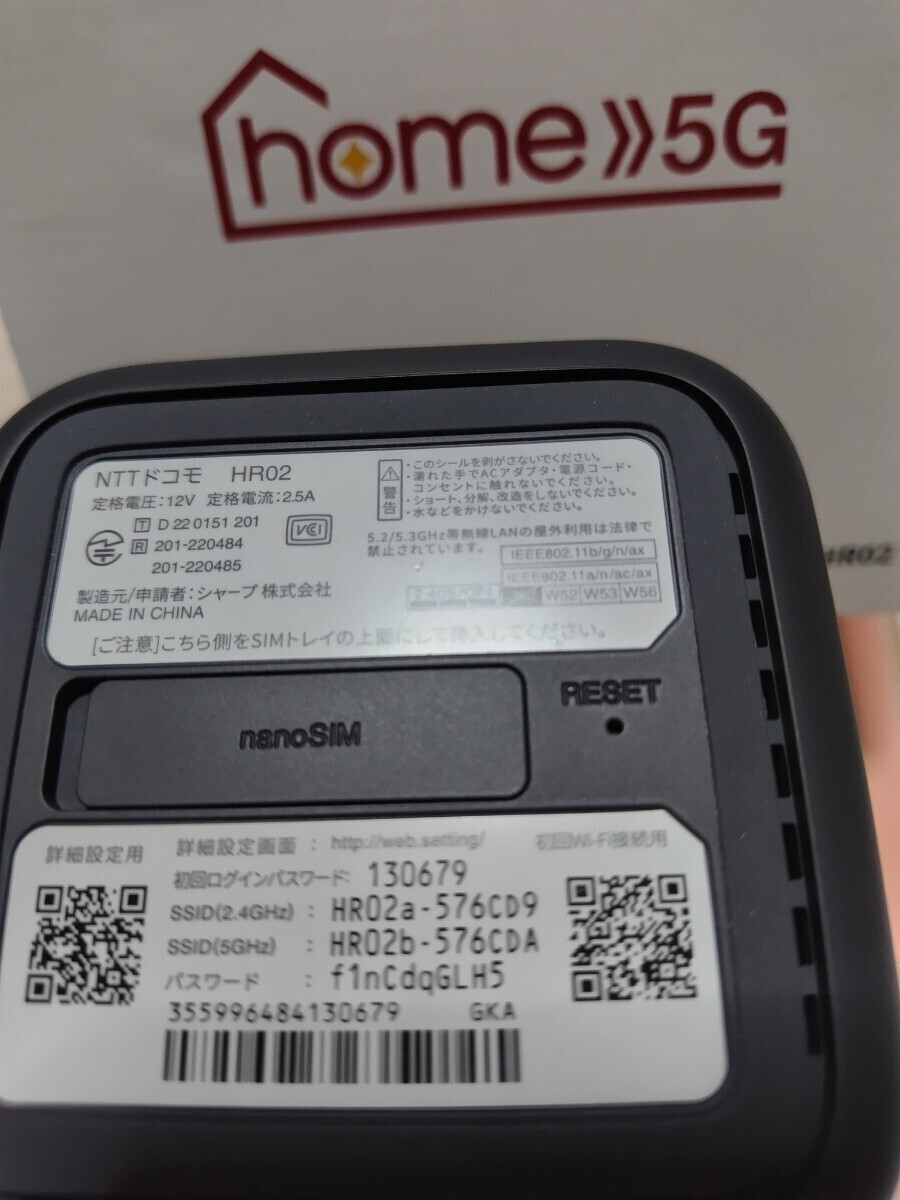 home 5G
NTTドコモ HR02
定格電圧:12V 定格電流:2.5A
T D 22 0151 201
R 201-220484
201-220485
VCCI
製造元/申請者:シャープ株式会社
MADE IN CHINA
警告
・このシールを剥がさないでください。
・濡れた手でACアダプタ・電源コード・
コンセントに触れないでください。
・ショート、分解、改造をしないでください。
・水などをかけないでください。
5.2/5.3GHz帯無線LANの屋外利用は法律で
禁止されています。
IEEE802.11b/g/n/ax
IEEE802.11a/n/ac/ax
W52 W53 W56
[ご注意]こちら側をSIMトレイの上面にして挿入してください。
HR02
nanoSIM
RESET
詳細設定用
詳細設定画面 : http://web.setting/
初回Wi-Fi接続用
初回ログインパスワード: 130679
SSID(2.4GHz) : HR02a-576CD9
SSID(5GHz) : HR02b-576CDA
パスワード : f1nCdqGLH5
355996484130679 GKA